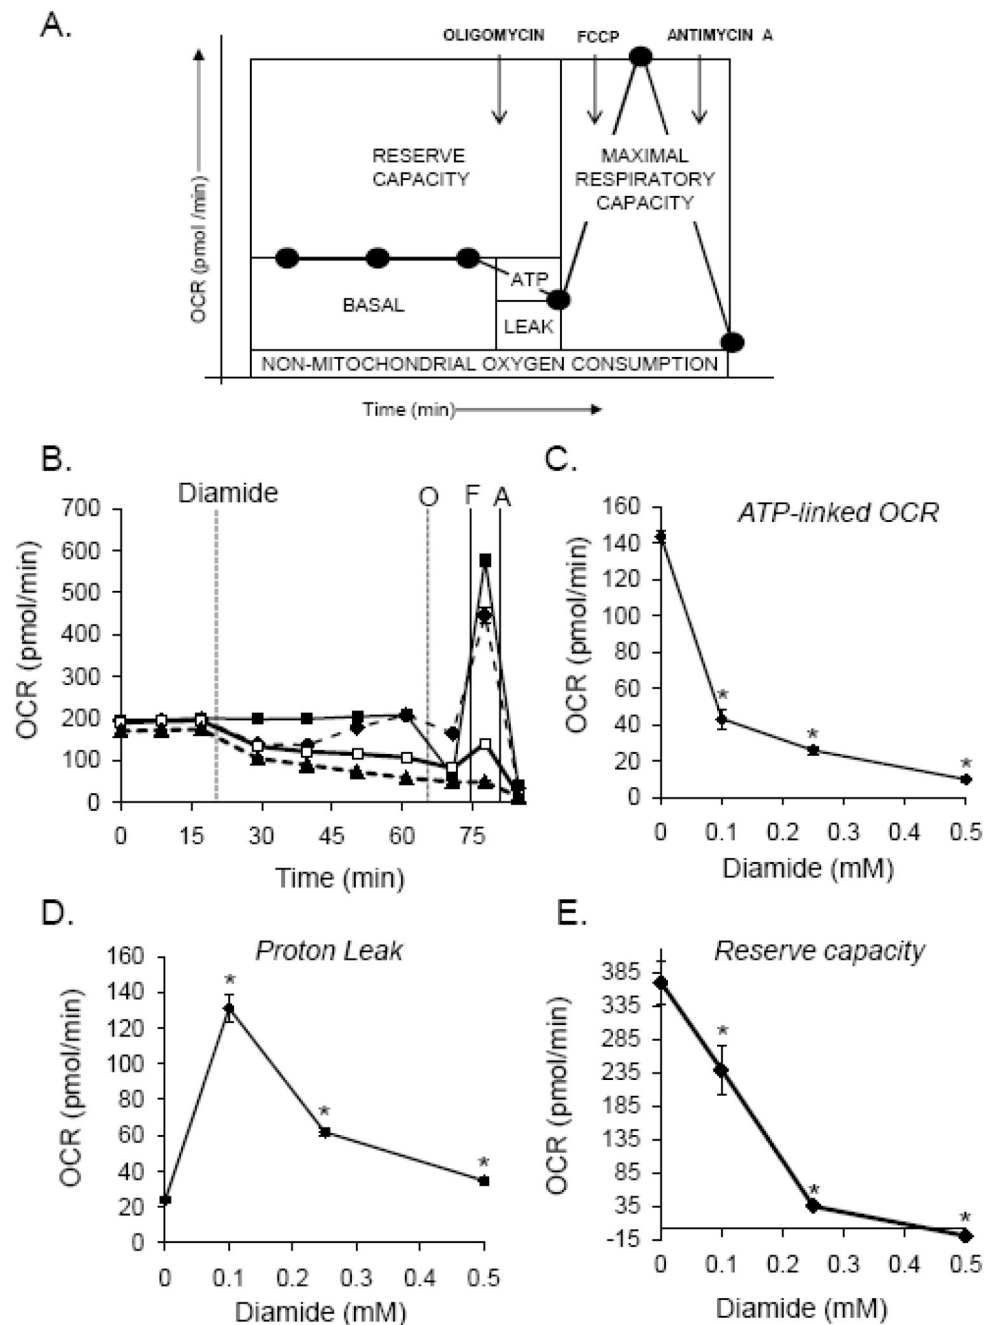 A.
OLIGOMYCIN FCCP ANTIMYCIN A
OCR (pmol /min)
RESERVE
CAPACITY
MAXIMAL
RESPIRATORY
CAPACITY
ATP
BASAL
LEAK
NON-MITOCHONDRIAL OXYGEN CONSUMPTION
Time (min)
B.
Diamide O F A
OCR (pmol/min)
700
600
500
400
300
200
100
0
0 15 30 45 60 75
Time (min)
C.
ATP-linked OCR
OCR (pmol/min)
160
140
120
100
80
60
40
20
0
* * *
0 0.1 0.2 0.3 0.4 0.5
Diamide (mM)
D.
Proton Leak
OCR (pmol/min)
160
140
120
100
80
60
40
20
0
* * *
0 0.1 0.2 0.3 0.4 0.5
Diamide (mM)
E.
Reserve capacity
OCR (pmol/min)
385
335
285
235
185
135
85
35
-15
* * *
0 0.1 0.2 0.3 0.4 0.5
Diamide (mM)